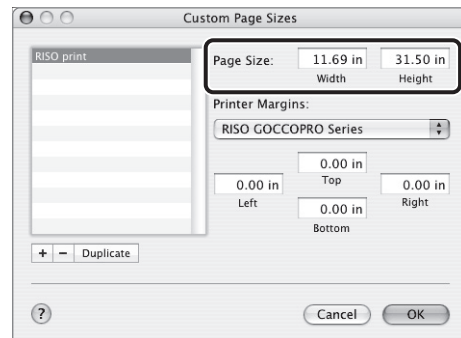 Custom Page Sizes
RISO print
Page Size: 11.69 in 31.50 in
Width Height
Printer Margins:
RISO GOCCOPRO Series
0.00 in
Top
0.00 in 0.00 in
Left Right
0.00 in
Bottom
+ – Duplicate
? Cancel OK